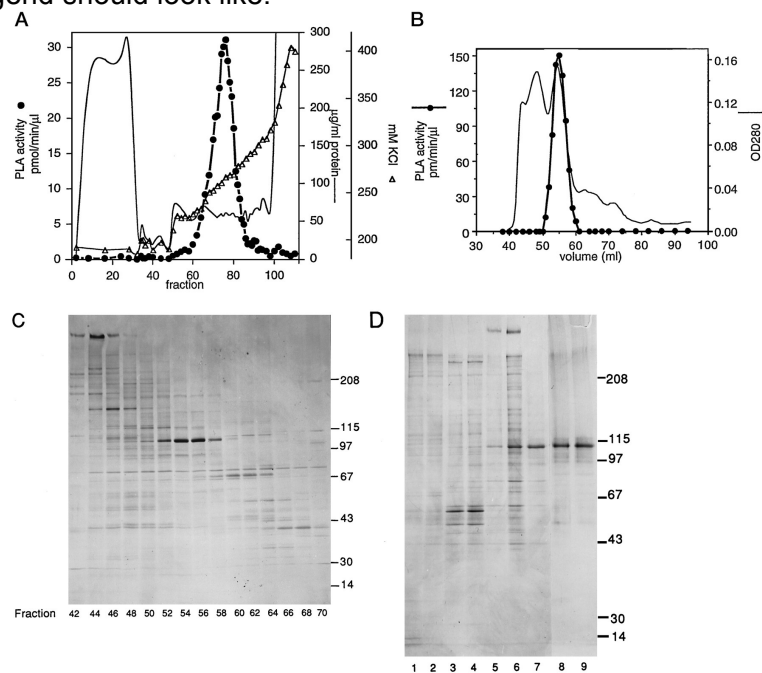 gend should look like.
A
30
25
20
15
10
5
0
PLA activity
pmol/min/µl
300
250
200
150
100
50
0
µg/ml protein
400
350
300
250
200
mM KCl
0 20 40 60 80 100
fraction
B
150
120
90
60
30
0
PLA activity
pm/min/µl
0.16
0.12
0.08
0.04
0.00
OD280
30 40 50 60 70 80 90 100
volume (ml)
C
208
115
97
67
43
30
14
Fraction 42 44 46 48 50 52 54 56 58 60 62 64 66 68 70
D
208
115
97
67
43
30
14
1 2 3 4 5 6 7 8 9